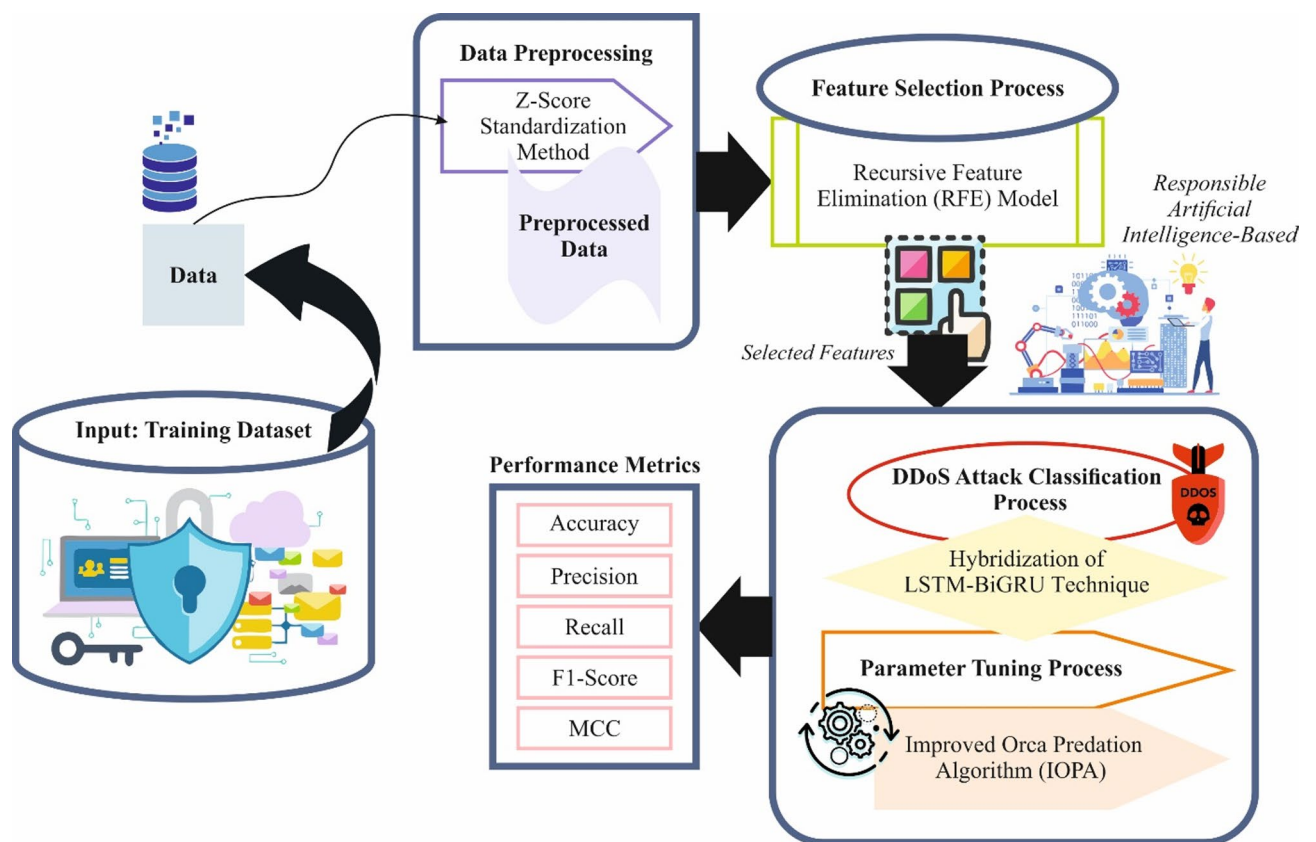 Data Preprocessing
Z-Score
Standardization
Method
Preprocessed
Data
Data
Input: Training Dataset
Feature Selection Process
Recursive Feature
Elimination (RFE) Model
Responsible
Artificial
Intelligence-Based
Selected Features
DDoS Attack Classification
Process
DDOS
Hybridization of
LSTM-BiGRU Technique
Parameter Tuning Process
Improved Orca Predation
Algorithm (IOPA)
Performance Metrics
Accuracy
Precision
Recall
F1-Score
MCC